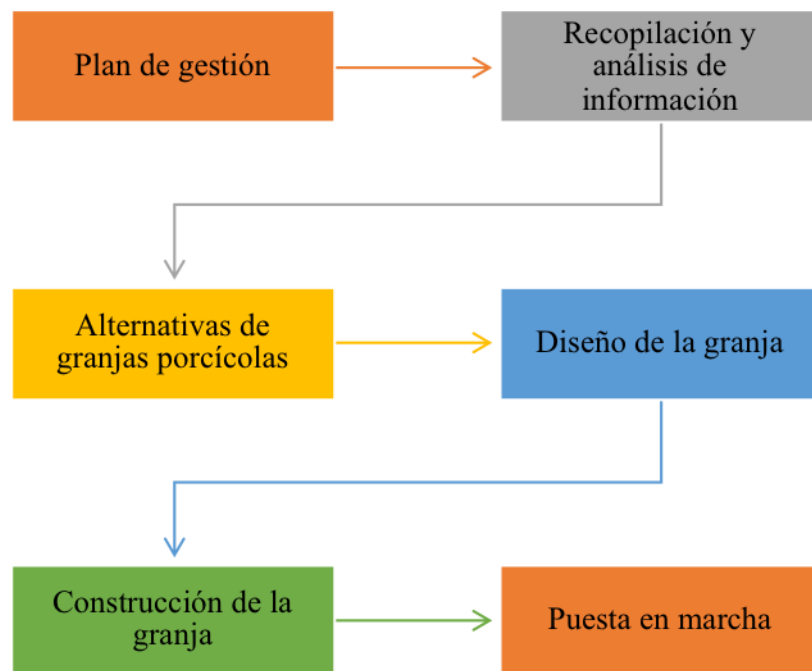 Plan de gestión
Recopilación y
análisis de
información
Alternativas de
granjas porcícolas
Diseño de la granja
Construcción de la
granja
Puesta en marcha